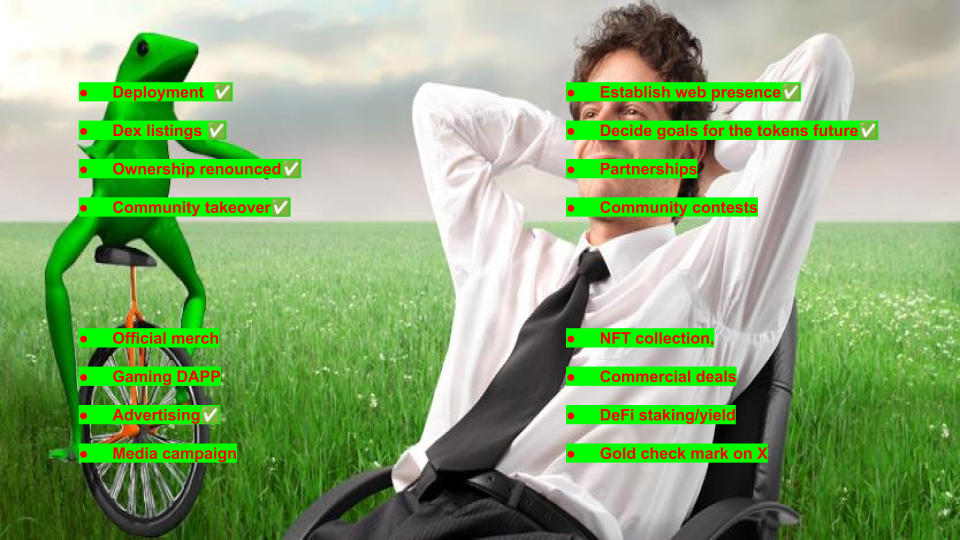 ● Deployment ✅
● Dex listings ✅
● Ownership renounced✅
● Community takeover✅
● Establish web presence✅
● Decide goals for the tokens future✅
● Partnerships
● Community contests
● Official merch
● Gaming DAPP.
● Advertising✅
● Media campaign
● NFT collection,
● Commercial deals
● DeFi staking/yield
● Gold check mark on X